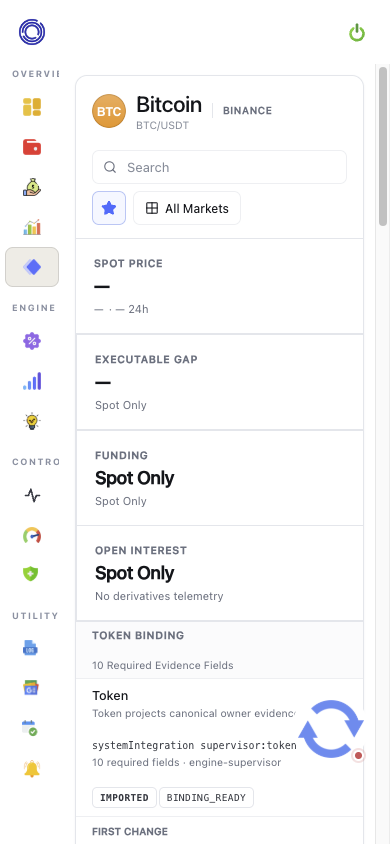 OVERVI
BTC
Bitcoin
BINANCE
BTC/USDT
Search
All Markets
SPOT PRICE
—
— · — 24h
ENGINE
EXECUTABLE GAP
—
Spot Only
FUNDING
Spot Only
Spot Only
CONTRO
OPEN INTEREST
Spot Only
No derivatives telemetry
UTILITY
TOKEN BINDING
10 Required Evidence Fields
Token
Token projects canonical owner evidenc
systemIntegration supervisor:token
10 required fields · engine-supervisor
IMPORTED
BINDING_READY
FIRST CHANGE